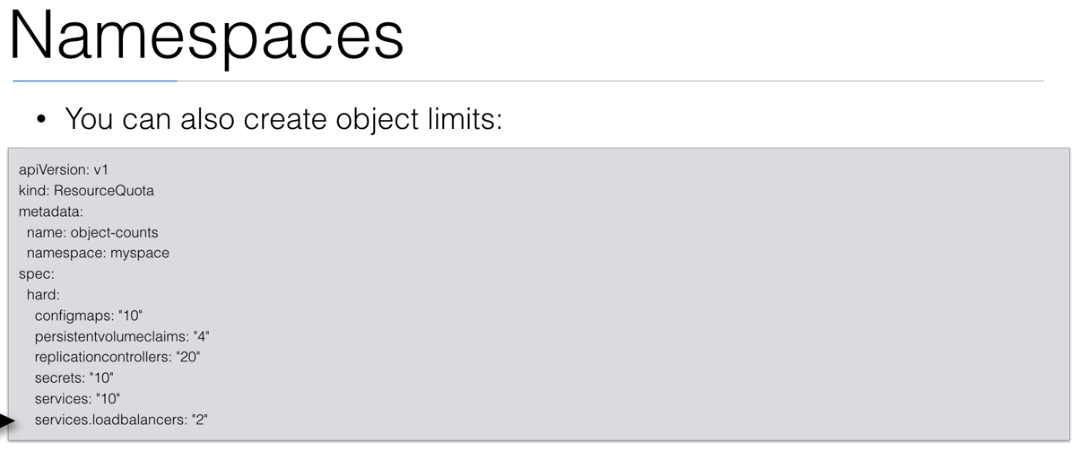 Namespaces
• You can also create object limits:
apiVersion: v1
kind: ResourceQuota
metadata:
  name: object-counts
  namespace: myspace
spec:
  hard:
    configmaps: "10"
    persistentvolumeclaims: "4"
    replicationcontrollers: "20"
    secrets: "10"
    services: "10"
    services.loadbalancers: "2"